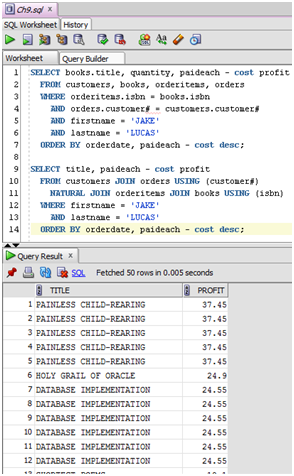 Ch9.sql
SQL Worksheet History
Worksheet Query Builder
1 SELECT books.title, quantity, paideach - cost profit
2 FROM customers, books, orderitems, orders
3 WHERE orderitems.isbn = books.isbn
4 AND orders.customer# = customers.customer#
5 AND firstname = 'JAKE'
6 AND lastname = 'LUCAS'
7 ORDER BY orderdate, paideach - cost desc;
8
9 SELECT title, paideach - cost profit
10 FROM customers JOIN orders USING (customer#)
11 NATURAL JOIN orderitems JOIN books USING (isbn)
12 WHERE firstname = 'JAKE'
13 AND lastname = 'LUCAS'
14 ORDER BY orderdate, paideach - cost desc;
Query Result
SQL Fetched 50 rows in 0.005 seconds
TITLE PROFIT
1 PAINLESS CHILD-REARING 37.45
2 PAINLESS CHILD-REARING 37.45
3 PAINLESS CHILD-REARING 37.45
4 PAINLESS CHILD-REARING 37.45
5 PAINLESS CHILD-REARING 37.45
6 HOLY GRAIL OF ORACLE 24.9
7 DATABASE IMPLEMENTATION 24.55
8 DATABASE IMPLEMENTATION 24.55
9 DATABASE IMPLEMENTATION 24.55
10 DATABASE IMPLEMENTATION 24.55
11 DATABASE IMPLEMENTATION 24.55
12 DATABASE IMPLEMENTATION 24.55